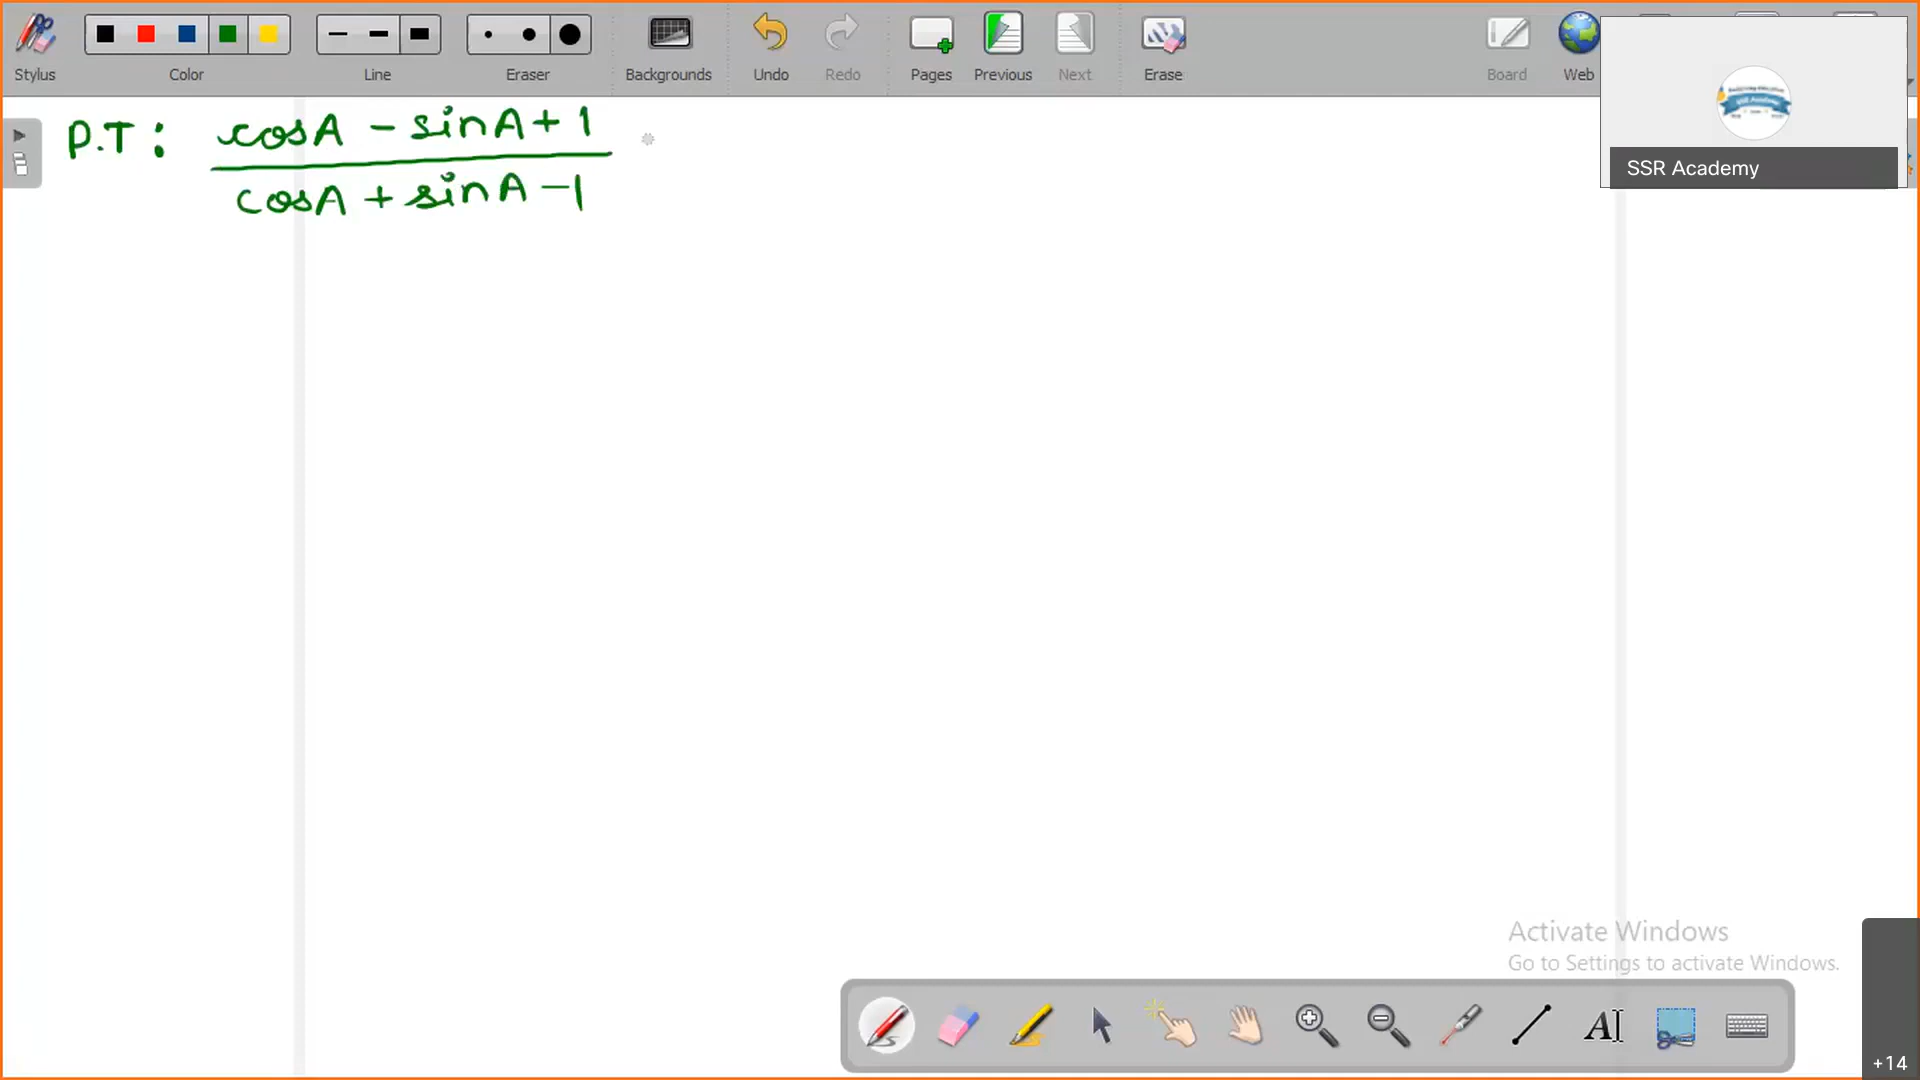 Stylus
Color
Line
Eraser
Backgrounds
Undo
Redo
Pages
Previous
Next
Erase
Board
Web
SSR Academy
P.T : cosA - sinA + 1
cosA + sinA - 1
Activate Windows
Go to Settings to activate Windows.
+14